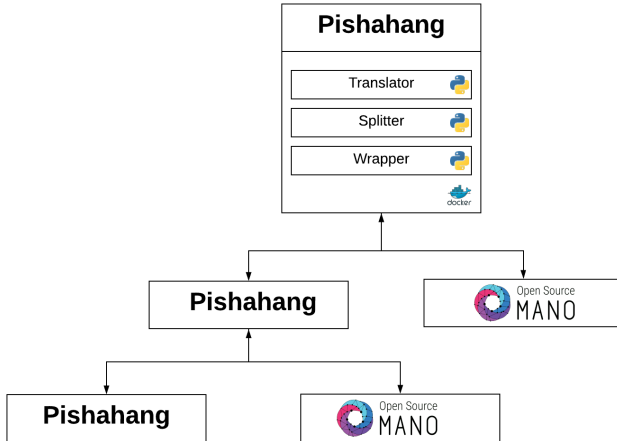 Pishahang
Translator
Splitter
Wrapper
docker
Pishahang
Open Source
MANO
Pishahang
Open Source
MANO